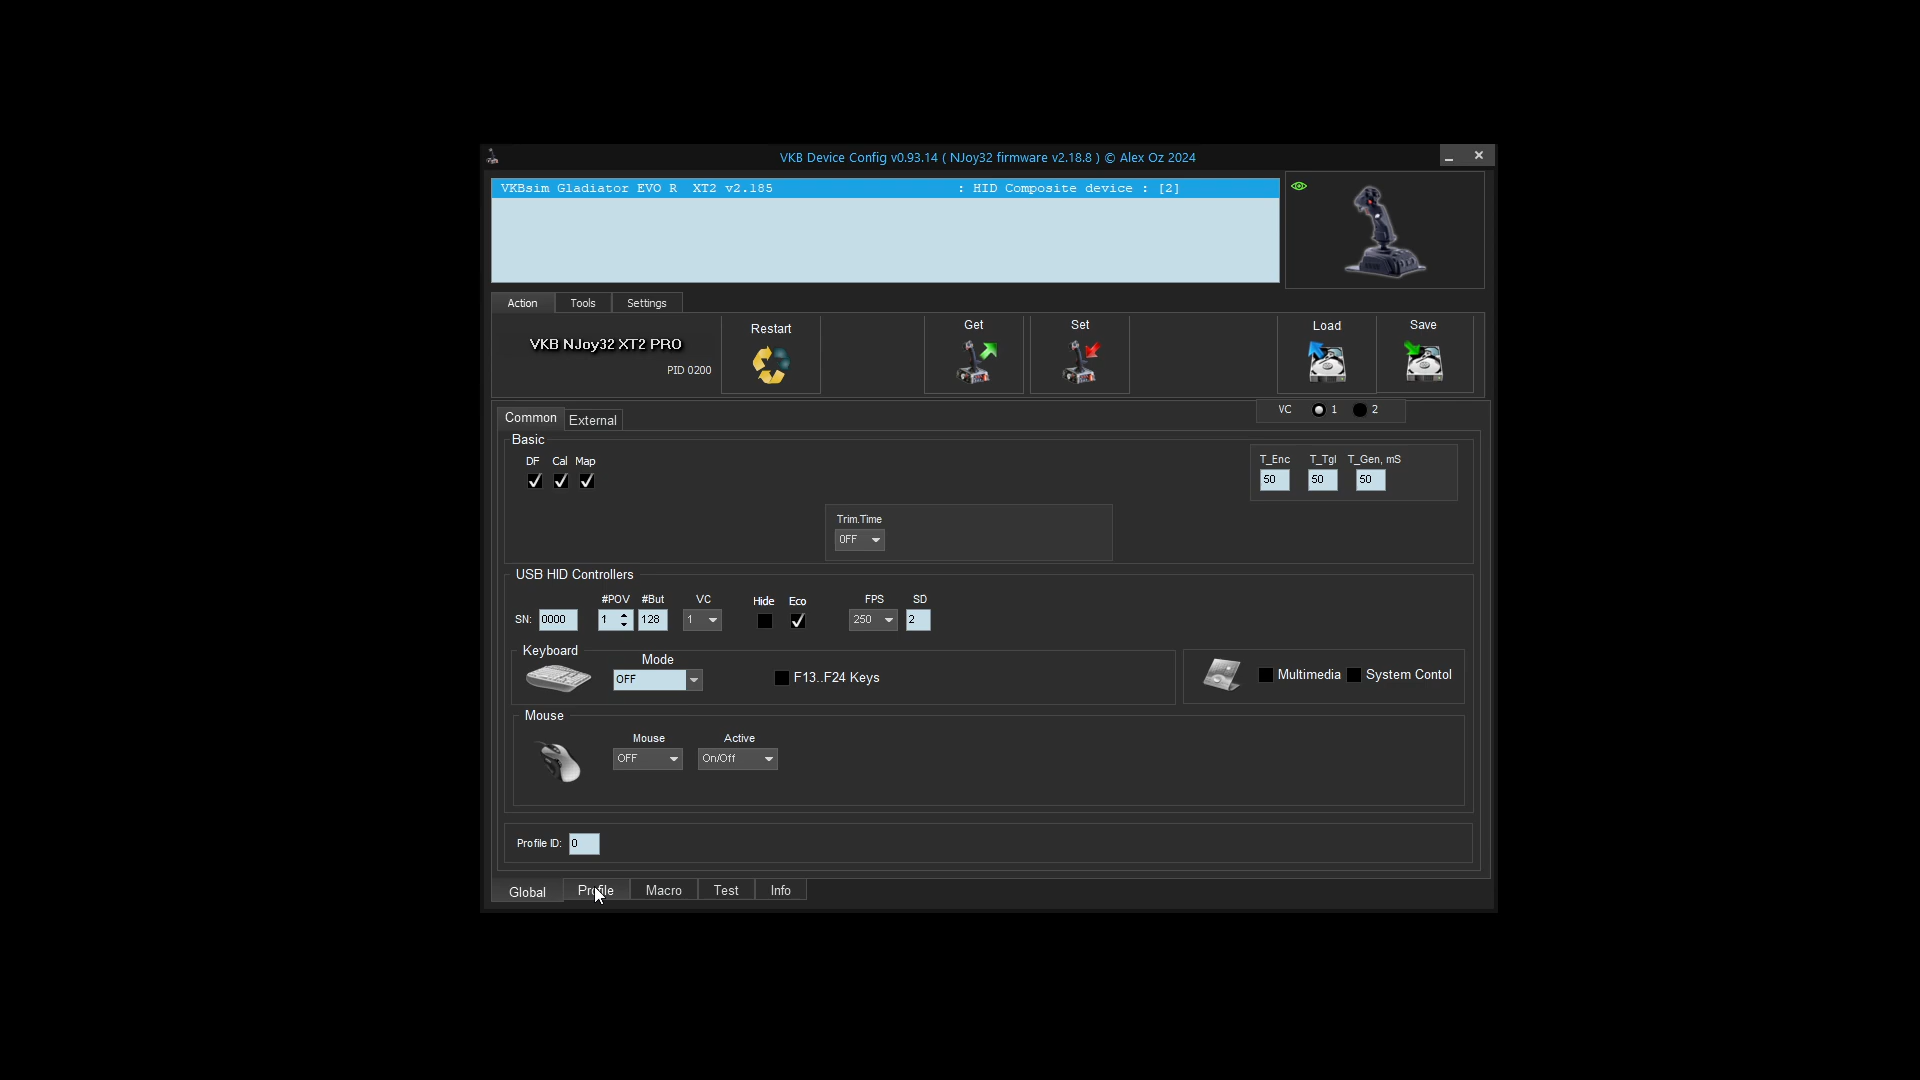 VKB Device Config v0.93.14 ( NJoy32 firmware v2.18.8 ) © Alex Oz 2024
VKBsim Gladiator EVO R XT2 v2.185 : HID Composite device : [2]
Action Tools Settings
VKB NJoy32 XT2 PRO
PID 0200
Restart
Get
Set
Load
Save
VC 1 2
Common External
Basic
DF Cal Map
T_Enc T_Tgl T_Gen, mS
50 50 50
Trim.Time
OFF
USB HID Controllers
#POV #But VC Hide Eco FPS SD
SN: 0000 1 128 1 250 2
Keyboard
Mode
OFF
F13..F24 Keys
Multimedia System Contol
Mouse
Mouse Active
OFF On/Off
Profile ID: 0
Global Profile Macro Test Info